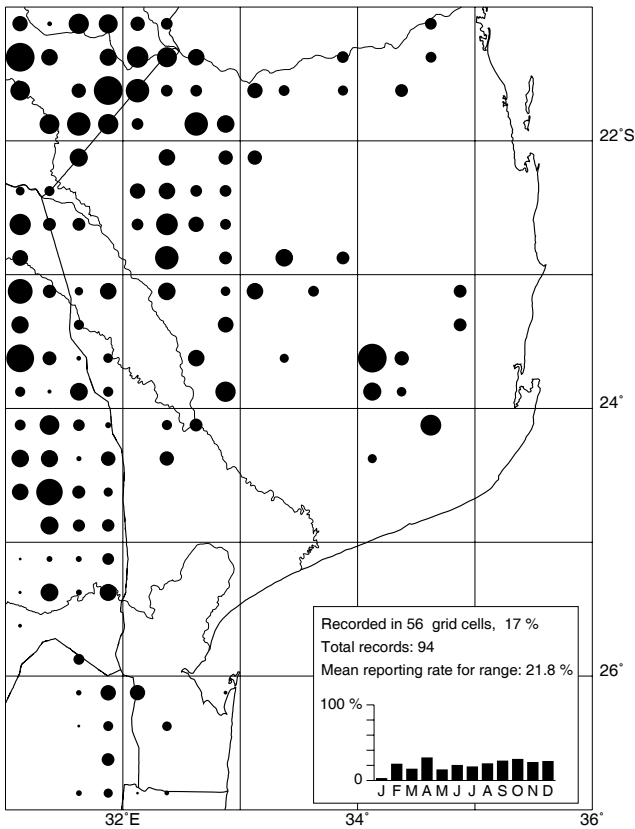 22°S
24°
Recorded in 56 grid cells, 17 %
Total records: 94
Mean reporting rate for range: 21.8 %
26°
100 %
0
J F M A M J J A S O N D
32°E 34° 36°